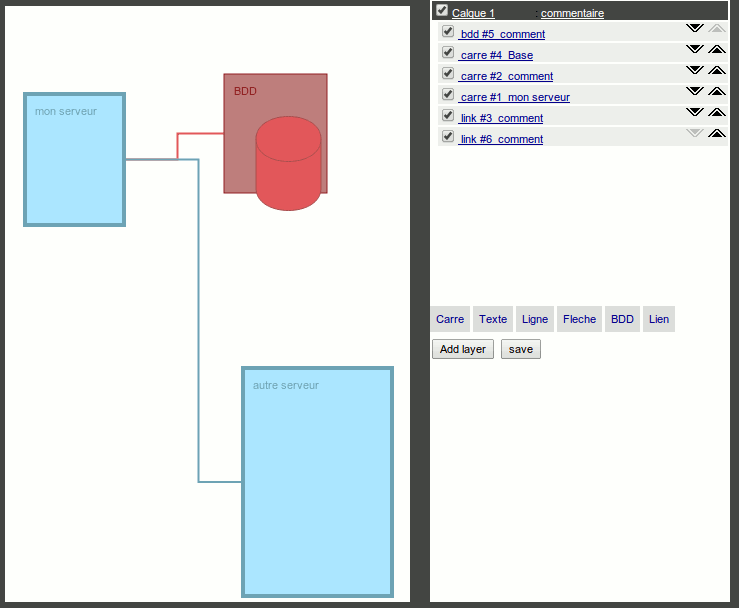 mon serveur
BDD
autre serveur
Calque 1 : commentaire
bdd #5 comment
carre #4 Base
carre #2 comment
carre #1 mon serveur
link #3 comment
link #6 comment
Carre Texte Ligne Fleche BDD Lien
Add layer save